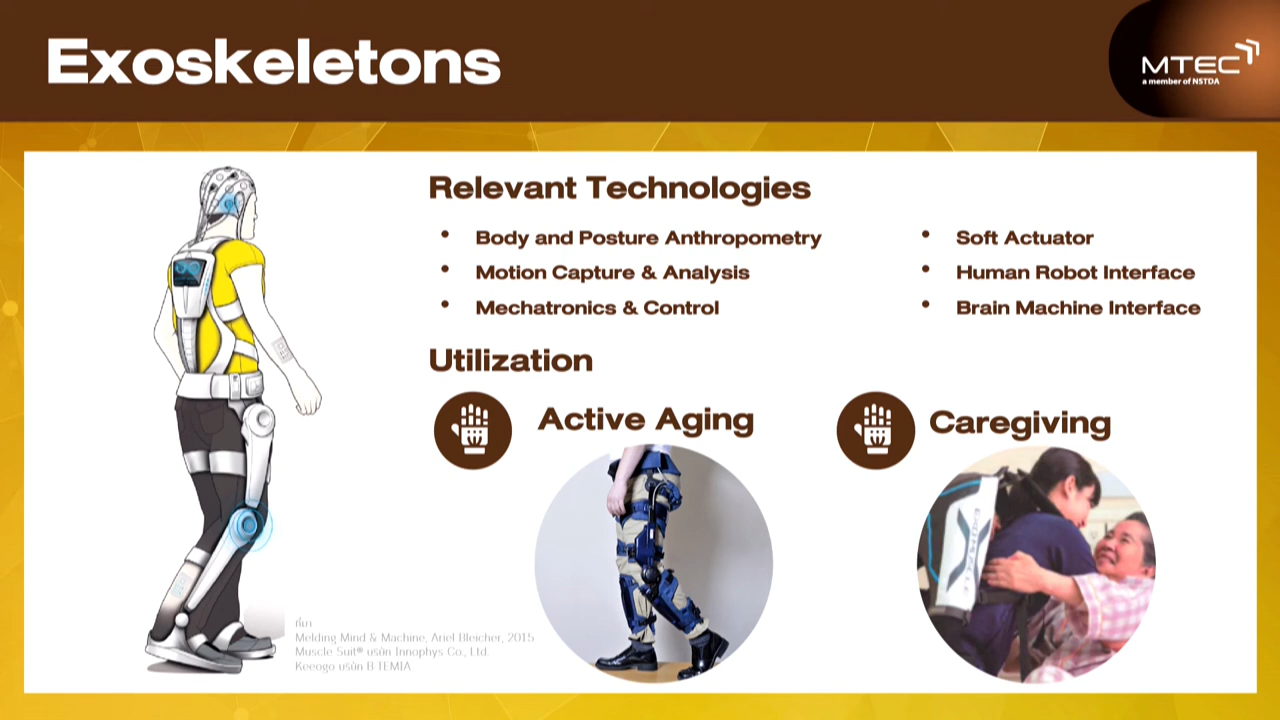 Exoskeletons
MTEC
a member of NSTDA
Relevant Technologies
• Body and Posture Anthropometry
• Motion Capture & Analysis
• Mechatronics & Control
• Soft Actuator
• Human Robot Interface
• Brain Machine Interface
Utilization
Active Aging
Caregiving
ที่มา
Melding Mind & Machine, Ariel Bleicher, 2015
Muscle Suit® บริษัท Innophys Co., Ltd.
Keeogo บริษัท B-TEMIA